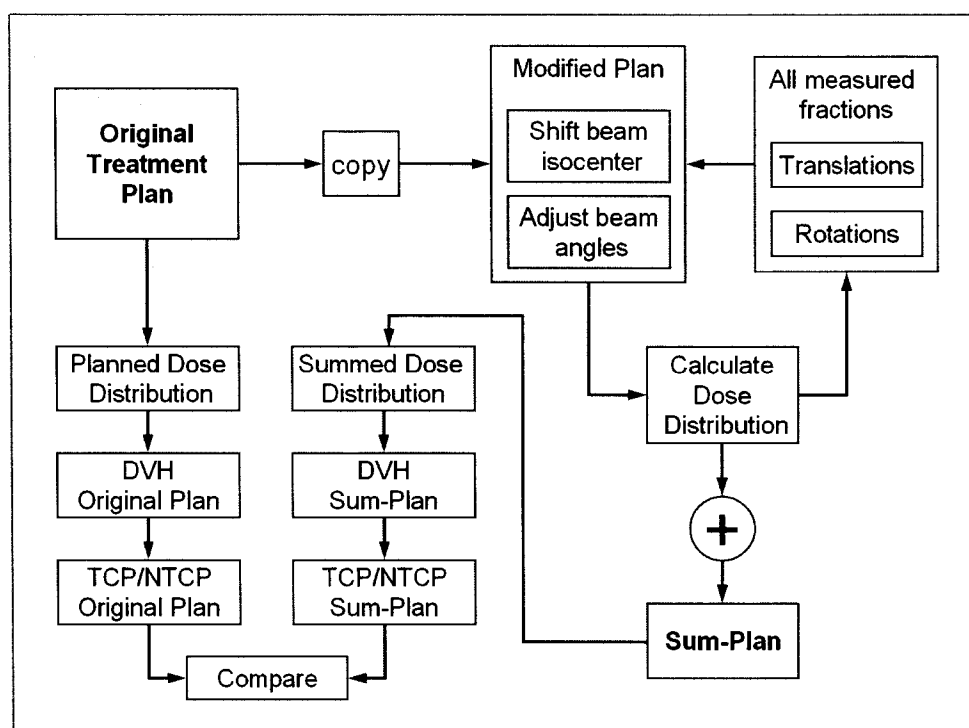 Original
Treatment
Plan
copy
Modified Plan
Shift beam
isocenter
Adjust beam
angles
All measured
fractions
Translations
Rotations
Planned Dose
Distribution
DVH
Original Plan
TCP/NTCP
Original Plan
Summed Dose
Distribution
DVH
Sum-Plan
TCP/NTCP
Sum-Plan
Compare
Calculate
Dose
Distribution
+
Sum-Plan